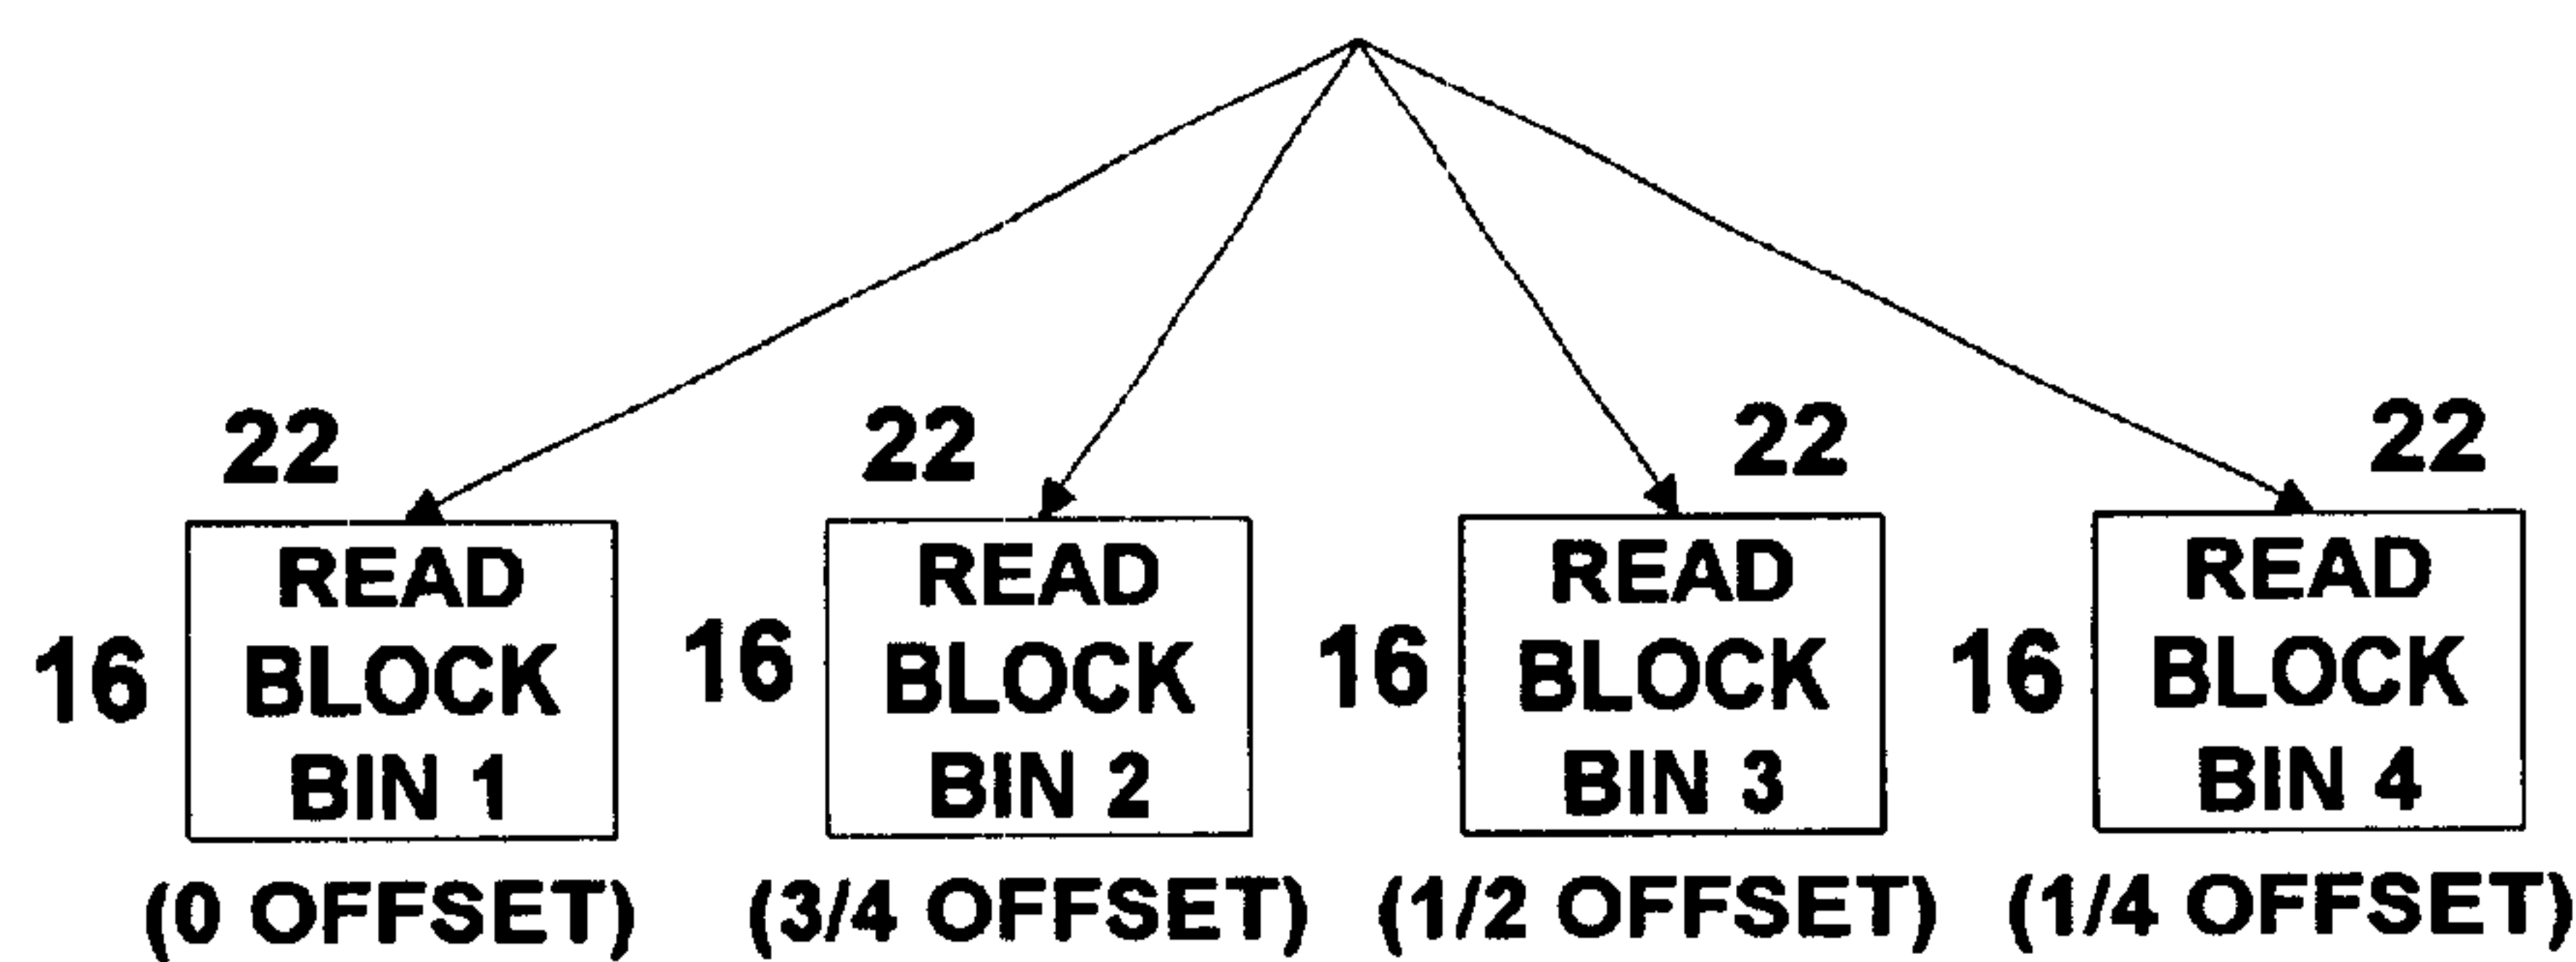 22 22 22 22
READ READ READ READ
16 BLOCK 16 BLOCK 16 BLOCK 16 BLOCK
BIN 1 BIN 2 BIN 3 BIN 4
(0 OFFSET) (3/4 OFFSET) (1/2 OFFSET) (1/4 OFFSET)